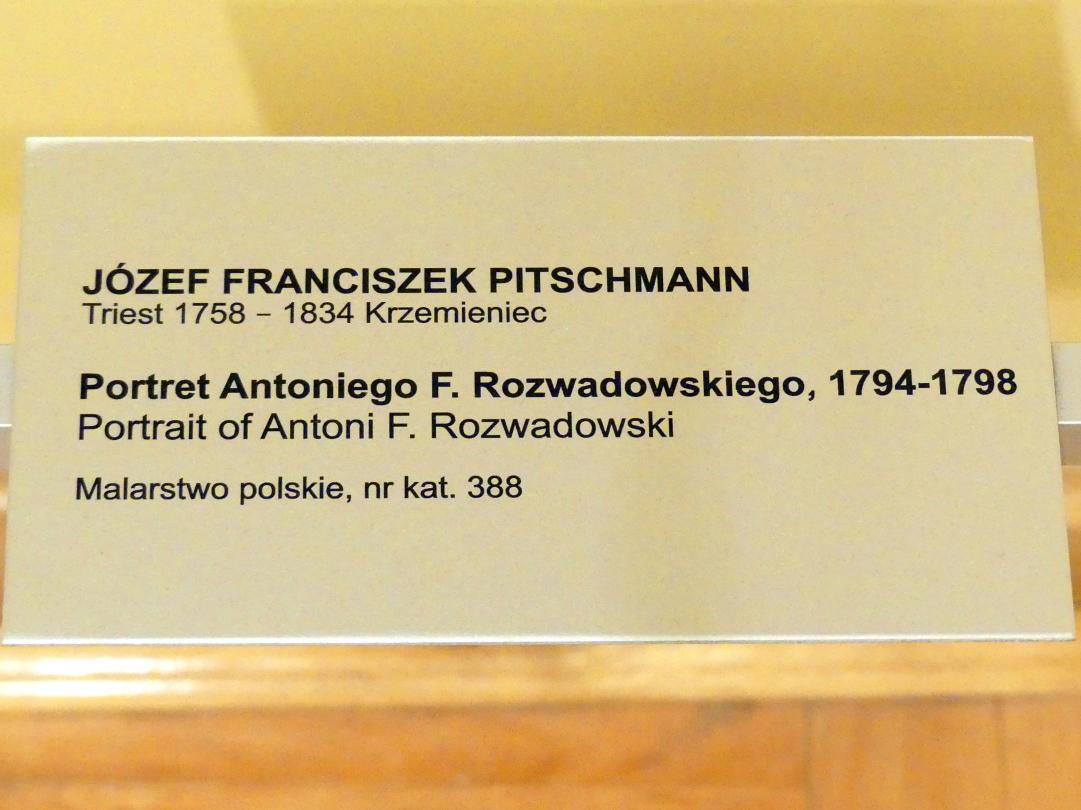 JÓZEF FRANCISZEK PITSCHMANN
Triest 1758 – 1834 Krzemieniec
Portret Antoniego F. Rozwadowskiego, 1794-1798
Portrait of Antoni F. Rozwadowski
Malarstwo polskie, nr kat. 388